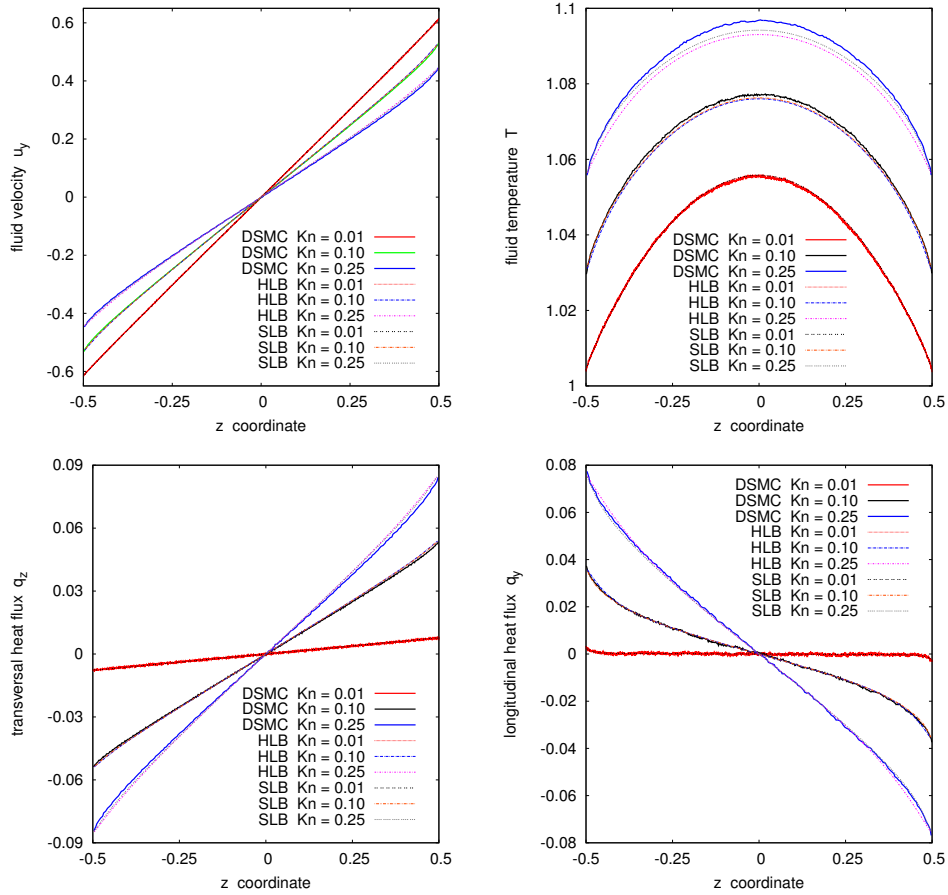 0.6
0.4
0.2
0
-0.2
-0.4
-0.6
-0.5
-0.25
0
0.25
0.5
fluid velocity u_y
z coordinate
DSMC Kn = 0.01
DSMC Kn = 0.10
DSMC Kn = 0.25
HLB Kn = 0.01
HLB Kn = 0.10
HLB Kn = 0.25
SLB Kn = 0.01
SLB Kn = 0.10
SLB Kn = 0.25
1.1
1.08
1.06
1.04
1.02
1
-0.5
-0.25
0
0.25
0.5
fluid temperature T
z coordinate
DSMC Kn = 0.01
DSMC Kn = 0.10
DSMC Kn = 0.25
HLB Kn = 0.01
HLB Kn = 0.10
HLB Kn = 0.25
SLB Kn = 0.01
SLB Kn = 0.10
SLB Kn = 0.25
0.09
0.06
0.03
0
-0.03
-0.06
-0.09
-0.5
-0.25
0
0.25
0.5
transversal heat flux q_z
z coordinate
DSMC Kn = 0.01
DSMC Kn = 0.10
DSMC Kn = 0.25
HLB Kn = 0.01
HLB Kn = 0.10
HLB Kn = 0.25
SLB Kn = 0.01
SLB Kn = 0.10
SLB Kn = 0.25
0.08
0.06
0.04
0.02
0
-0.02
-0.04
-0.06
-0.08
-0.5
-0.25
0
0.25
0.5
longitudinal heat flux q_y
z coordinate
DSMC Kn = 0.01
DSMC Kn = 0.10
DSMC Kn = 0.25
HLB Kn = 0.01
HLB Kn = 0.10
HLB Kn = 0.25
SLB Kn = 0.01
SLB Kn = 0.10
SLB Kn = 0.25